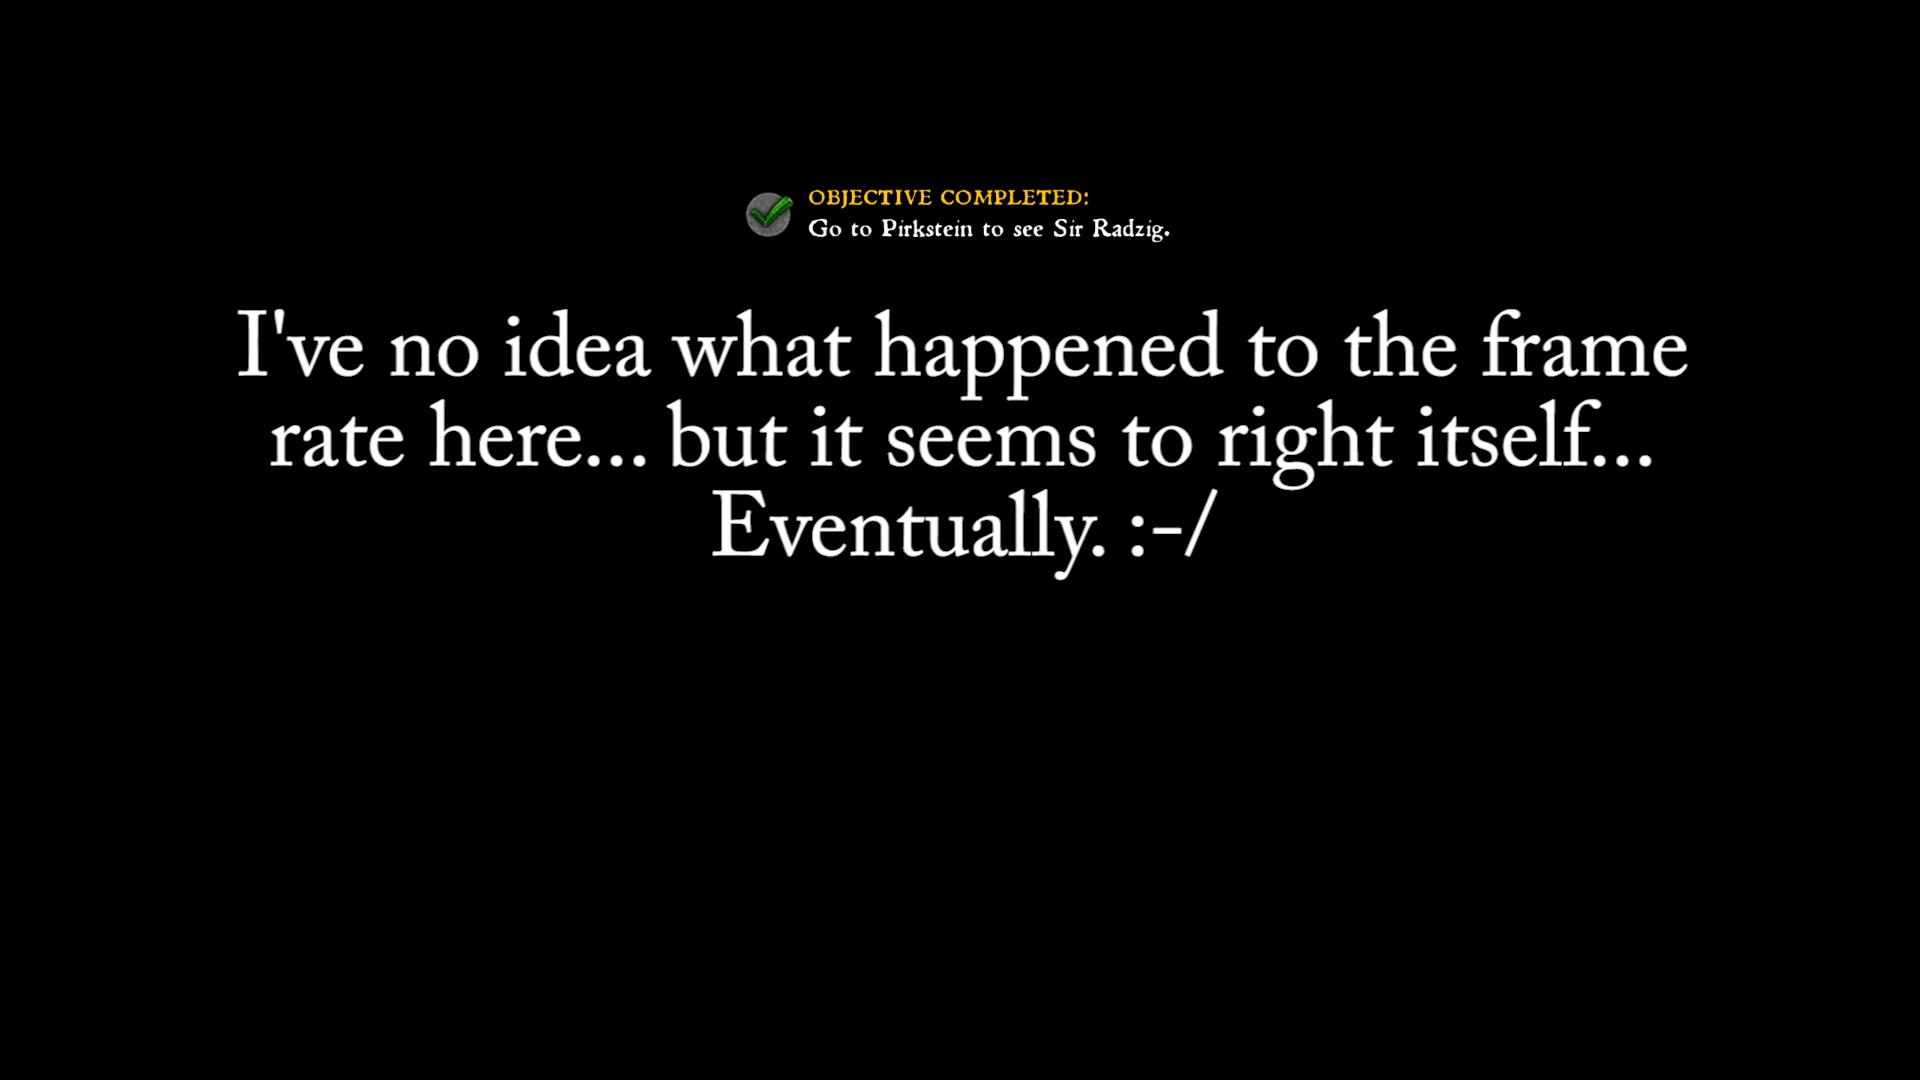 OBJECTIVE COMPLETED:
Go to Pirkstein to see Sir Radzig.
I've no idea what happened to the frame
rate here... but it seems to right itself...
Eventually. :-/